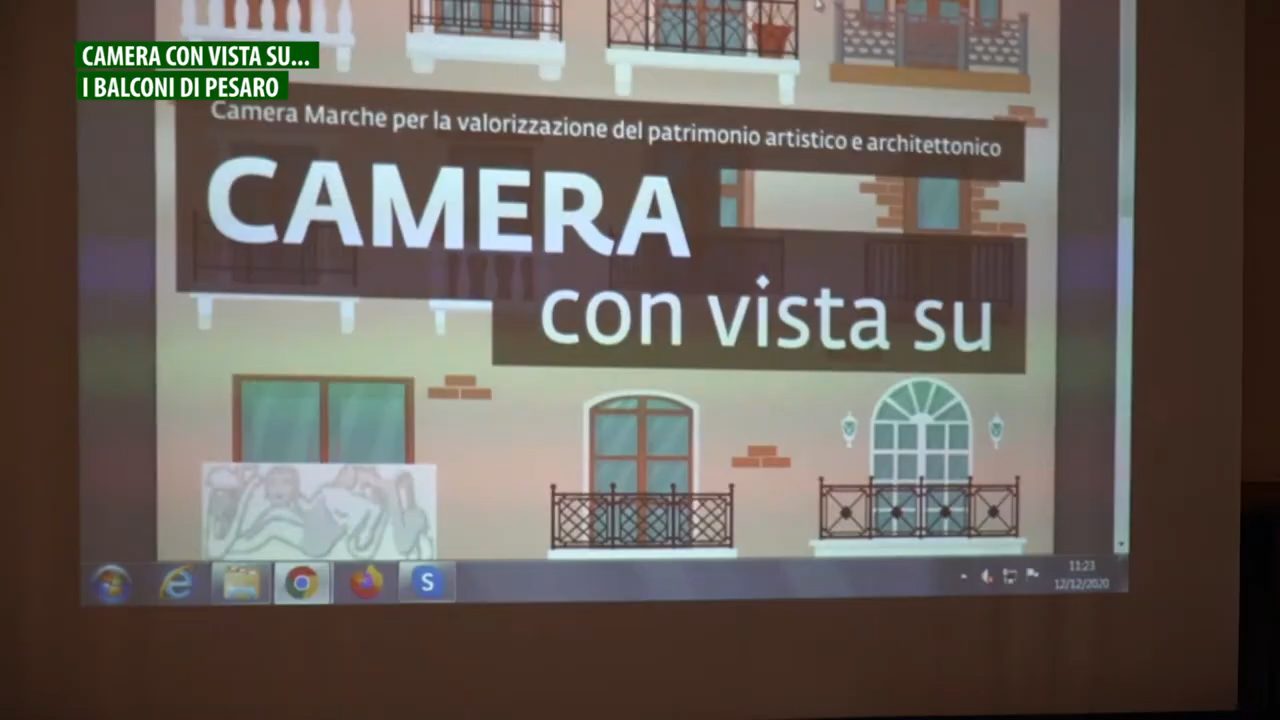 CAMERA CON VISTA SU...
I BALCONI DI PESARO
Camera Marche per la valorizzazione del patrimonio artistico e architettonico
CAMERA
con vista su
S
11:23
12/12/2020